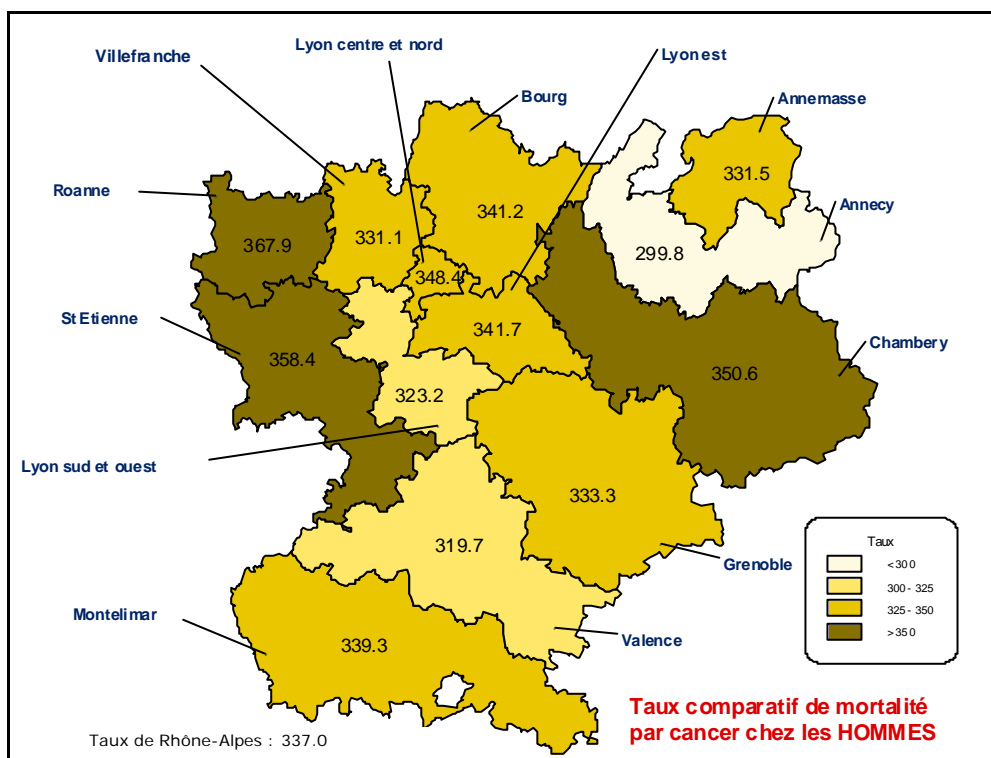 Lyon centre et nord
Villefranche
Lyon est
Bourg
Annemasse
331.5
Roanne
341.2
Annecy
367.9
331.1
299.8
348.4
St Etienne
341.7
Chambery
358.4
350.6
323.2
Lyon sud et ouest
333.3
319.7
Taux
<300
300 - 325
325 - 350
>350
Grenoble
Montelimar
Valence
339.3
Taux comparatif de mortalité
par cancer chez les HOMMES
Taux de Rhône-Alpes : 337.0